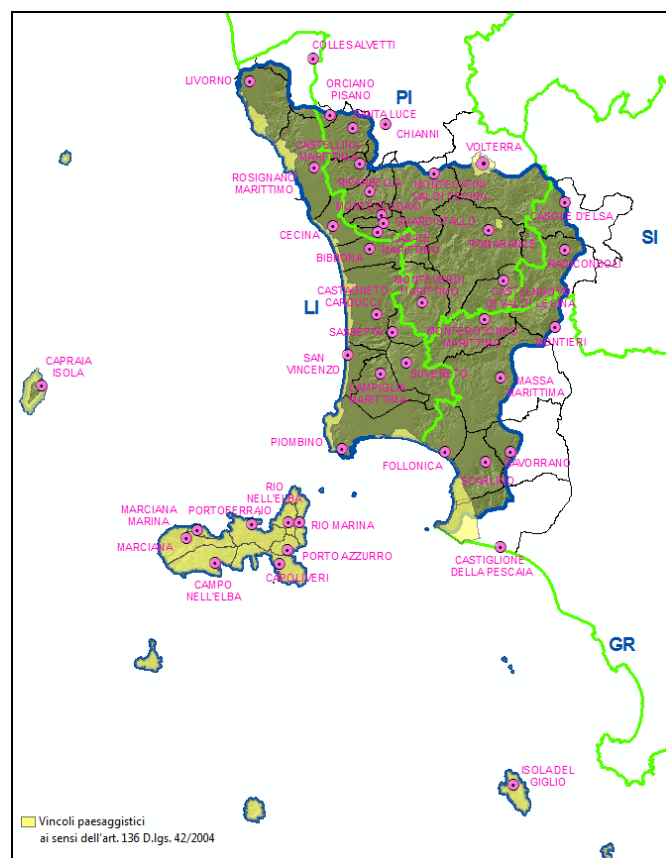 COLLESALVETTI
LIVORNO
ORCIANO
PISANO
PI
SANTA LUCE
CHIANNI
CASTELLINA
MARITTIMA
VOLTERRA
ROSIGNANO
MARITTIMO
RIPARBELLA
MONTECATINI
VAL DI CECINA
CASOLE D'ELSA
GUARDISTALLO
CECINA
MARITTIMO
POMARANCE
SI
BIBBONA
RADICONDOLI
MONTEVERDI
MARITTIMO
CASTELNUOVO
DI VAL DI CECINA
CASTAGNETO
CARDUCCI
LI
SASSETTA
MONTEROTONDO
MARITTIMO
MONTIERI
CAPRAIA
ISOLA
SAN
VINCENZO
SUVERETO
CAMPIGLIA
MARITTIMA
MASSA
MARITTIMA
PIOMBINO
FOLLONICA
GAVORRANO
SCARLINO
RIO
NELL'ELBA
MARCIANA
MARINA
PORTOFERRAIO
RIO MARINA
MARCIANA
PORTO AZZURRO
CAPOLIVERI
CAMPO
NELL'ELBA
CASTIGLIONE
DELLA PESCAIA
GR
ISOLA DEL
GIGLIO
Vincoli paesaggistici
ai sensi dell'art. 136 D.lgs. 42/2004